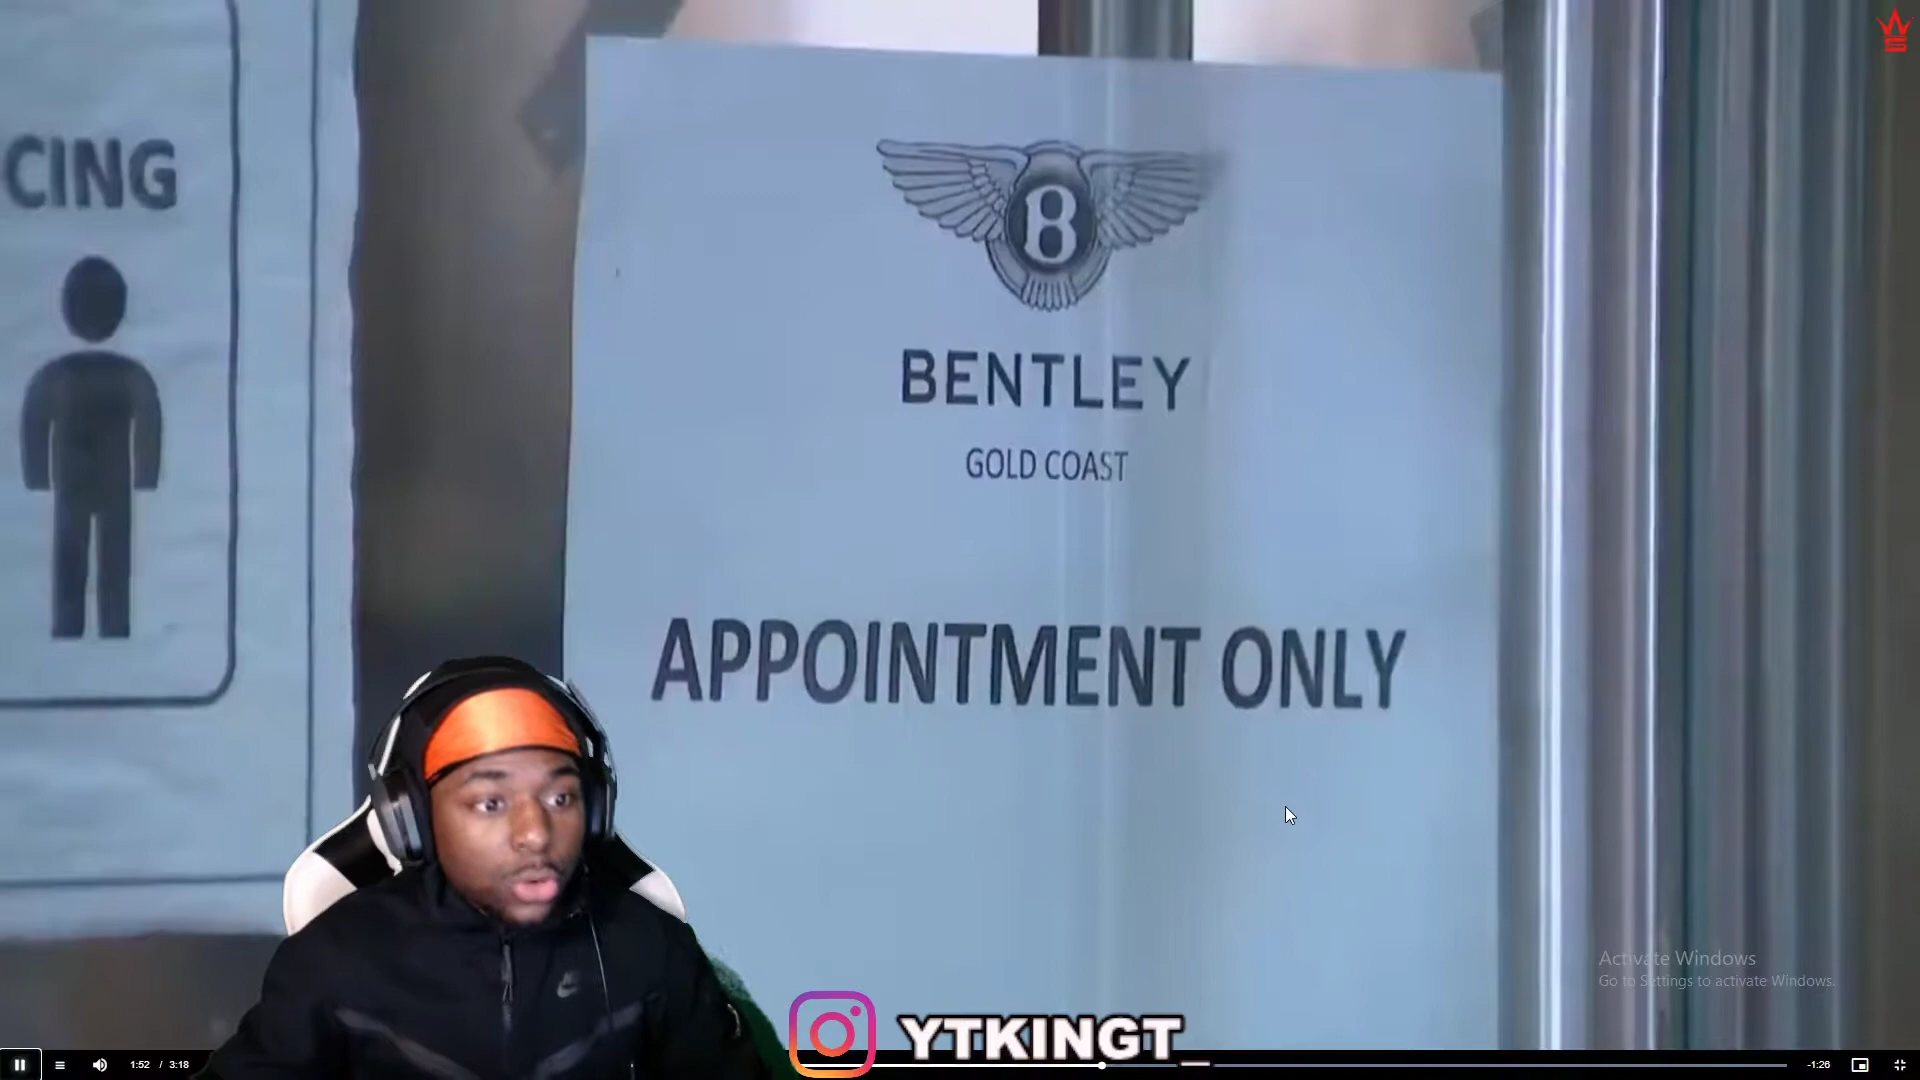 CING
B
BENTLEY
GOLD COAST
APPOINTMENT ONLY
Activate Windows
Go to Settings to activate Windows.
YTKINGT_
1:52 / 3:18
-1:26